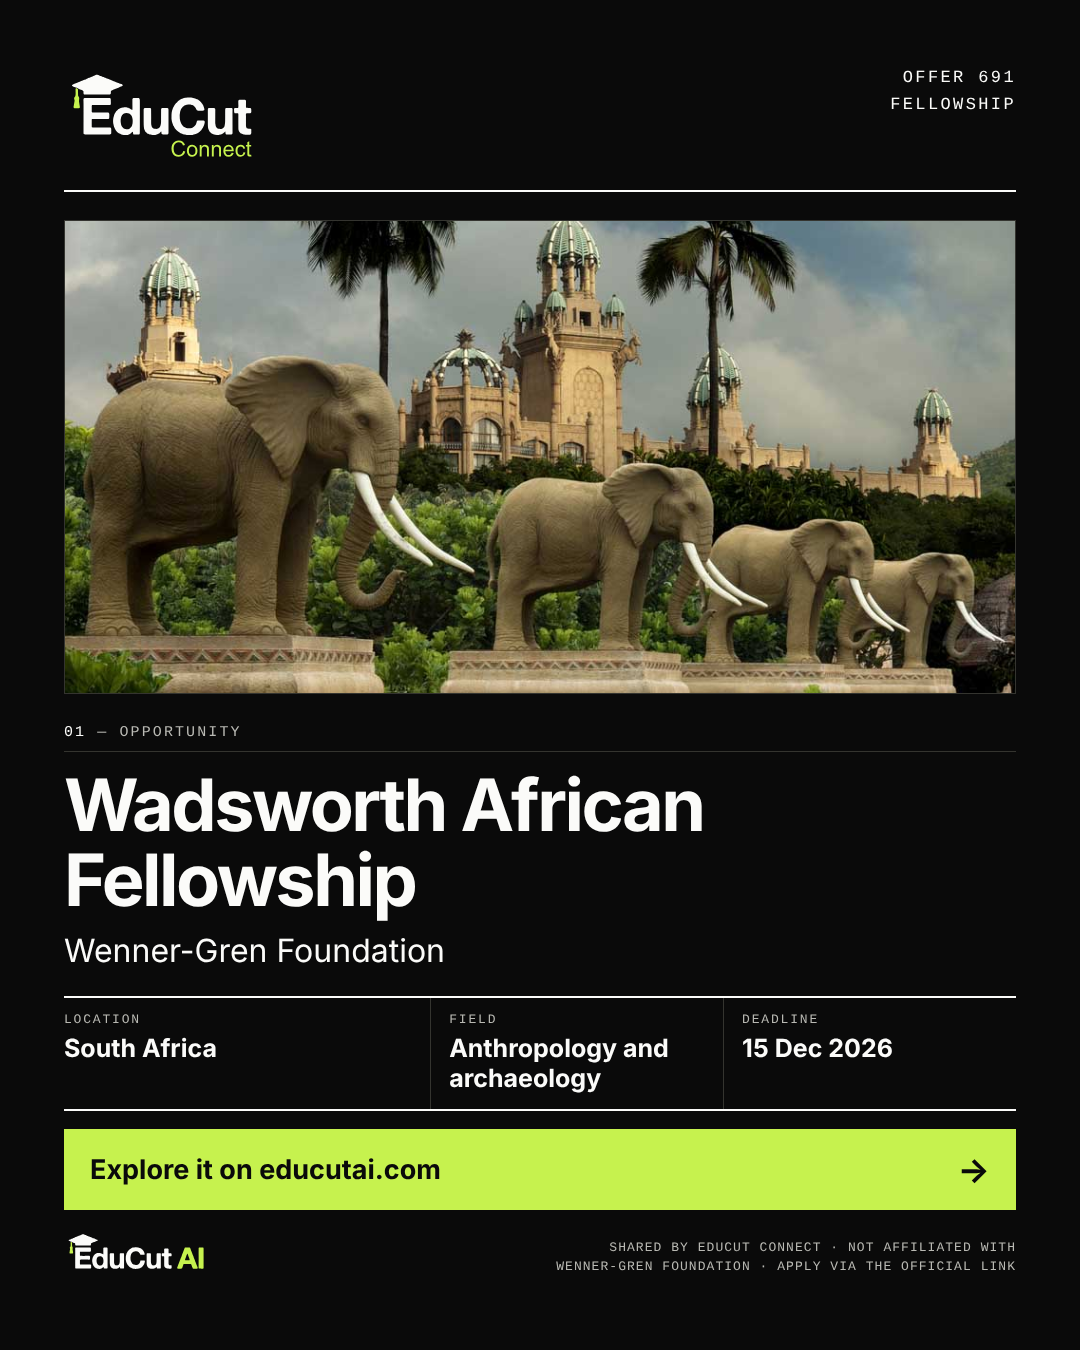 EduCut
Connect
OFFER 691
FELLOWSHIP
01 — OPPORTUNITY
Wadsworth African
Fellowship
Wenner-Gren Foundation
LOCATION
South Africa
FIELD
Anthropology and
archaeology
DEADLINE
15 Dec 2026
Explore it on educutai.com →
EduCut AI
SHARED BY EDUCUT CONNECT · NOT AFFILIATED WITH
WENNER-GREN FOUNDATION · APPLY VIA THE OFFICIAL LINK